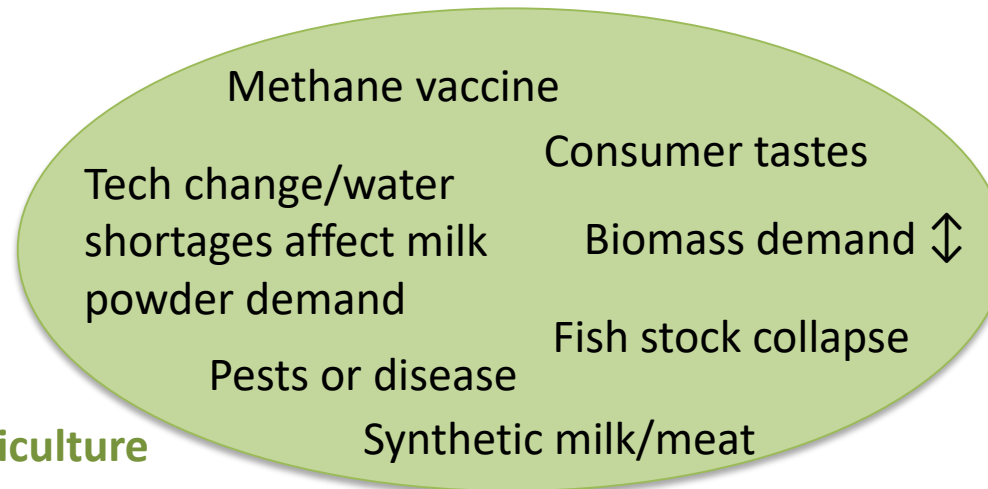 Methane vaccine
Consumer tastes
Tech change/water
shortages affect milk
powder demand
Biomass demand ↕
Fish stock collapse
Pests or disease
Synthetic milk/meat
iculture